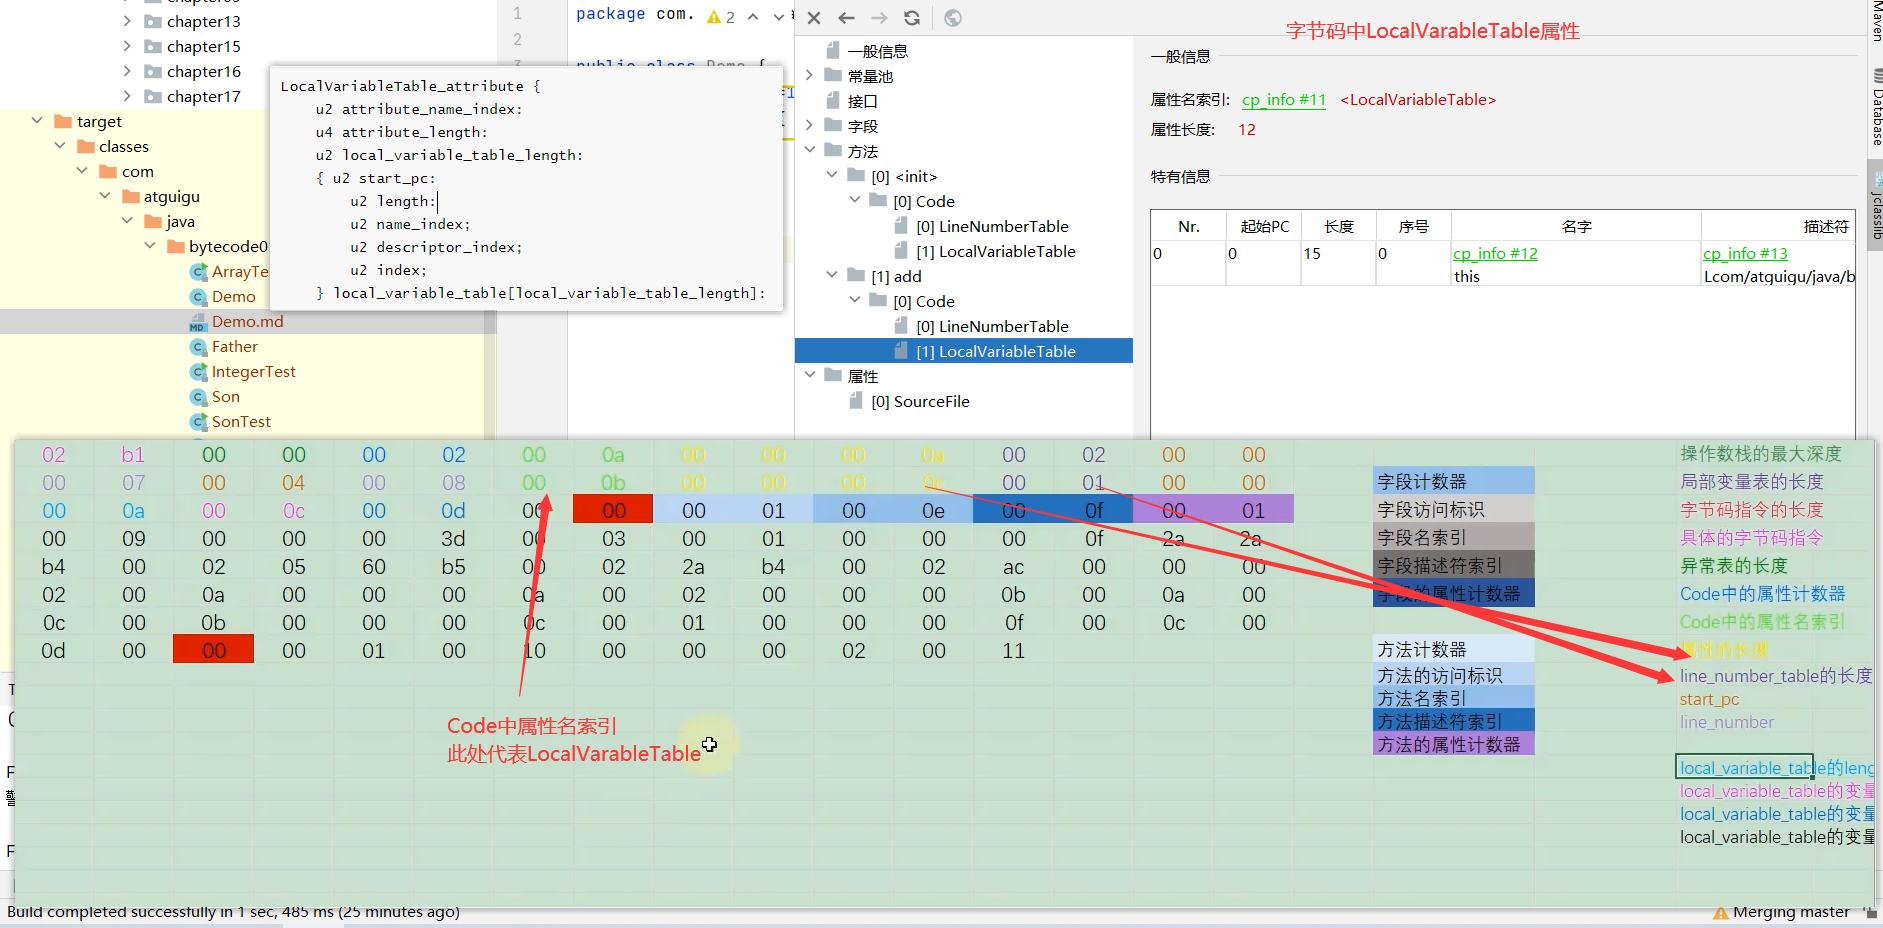 chapter13
chapter15
chapter16
chapter17
target
classes
com
atguigu
java
ArrayTe
Demo
Demo.md
Father
IntegerTest
Son
SonTest
1
2
package com.
2
LocalVariableTable_attribute {
u2 attribute_name_index:
u4 attribute_length:
u2 local_variable_table_length:
{ u2 start_pc:
u2 length:
u2 name_index;
u2 descriptor_index;
u2 index;
} local_variable_table[local_variable_table_length]:
一般信息
常量池
接口
字段
方法
[0] <init>
[0] Code
[0] LineNumberTable
[1] LocalVariableTable
[1] add
[0] Code
[0] LineNumberTable
[1] LocalVariableTable
属性
[0] SourceFile
字节码中LocalVarableTable属性
一般信息
属性名索引: cp_info #11 <LocalVariableTable>
属性长度: 12
特有信息
Nr. 起始PC 长度 序号 名字 描述符
0 0 15 0 cp_info #12 cp_info #13
this Lcom/atguigu/java/b
Maven
Database
jclasslib
02 b1 00 00 00 02 00 0a 00 00 00 0a 00 02 00 00
00 07 00 04 00 08 00 0b 00 00 00 0c 00 01 00 00
00 0a 00 0c 00 0d 00 00 00 01 00 0e 00 0f 00 01
00 09 00 00 00 3d 00 03 00 01 00 00 00 0f 2a 2a
b4 00 02 05 60 b5 00 02 2a b4 00 02 ac 00 00 00
02 00 0a 00 00 00 0a 00 02 00 00 00 0b 00 0a 00
0c 00 0b 00 00 00 0c 00 01 00 00 00 0f 00 0c 00
0d 00 00 00 01 00 10 00 00 00 02 00 11
Code中属性名索引
此处代表LocalVarableTable
字段计数器
字段访问标识
字段名索引
字段描述符索引
字段的属性计数器
方法计数器
方法的访问标识
方法名索引
方法描述符索引
方法的属性计数器
操作数栈的最大深度
局部变量表的长度
字节码指令的长度
具体的字节码指令
异常表的长度
Code中的属性计数器
Code中的属性名索引
属性的长度
line_number_table的长度
start_pc
line_number
local_variable_table的leng
local_variable_table的变量
local_variable_table的变量
local_variable_table的变量
Build completed successfully in 1 sec, 485 ms (25 minutes ago)
Merging master